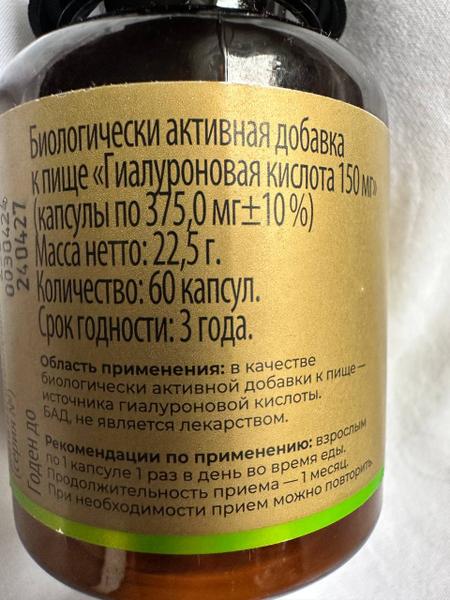 Биологически активная добавка
к пище «Гиалуроновая кислота 150 мг»
(капсулы по 375,0 мг±10%)
Масса нетто: 22,5 г.
Количество: 60 капсул.
Срок годности: 3 года.
Область применения: в качестве
биологически активной добавки к пище —
источника гиалуроновой кислоты.
БАД, не является лекарством.
Рекомендации по применению: взрослым
по 1 капсуле 1 раз в день во время еды.
Продолжительность приема — 1 месяц.
При необходимости прием можно повторить.
Годен до
(серия №)
240427
0030424